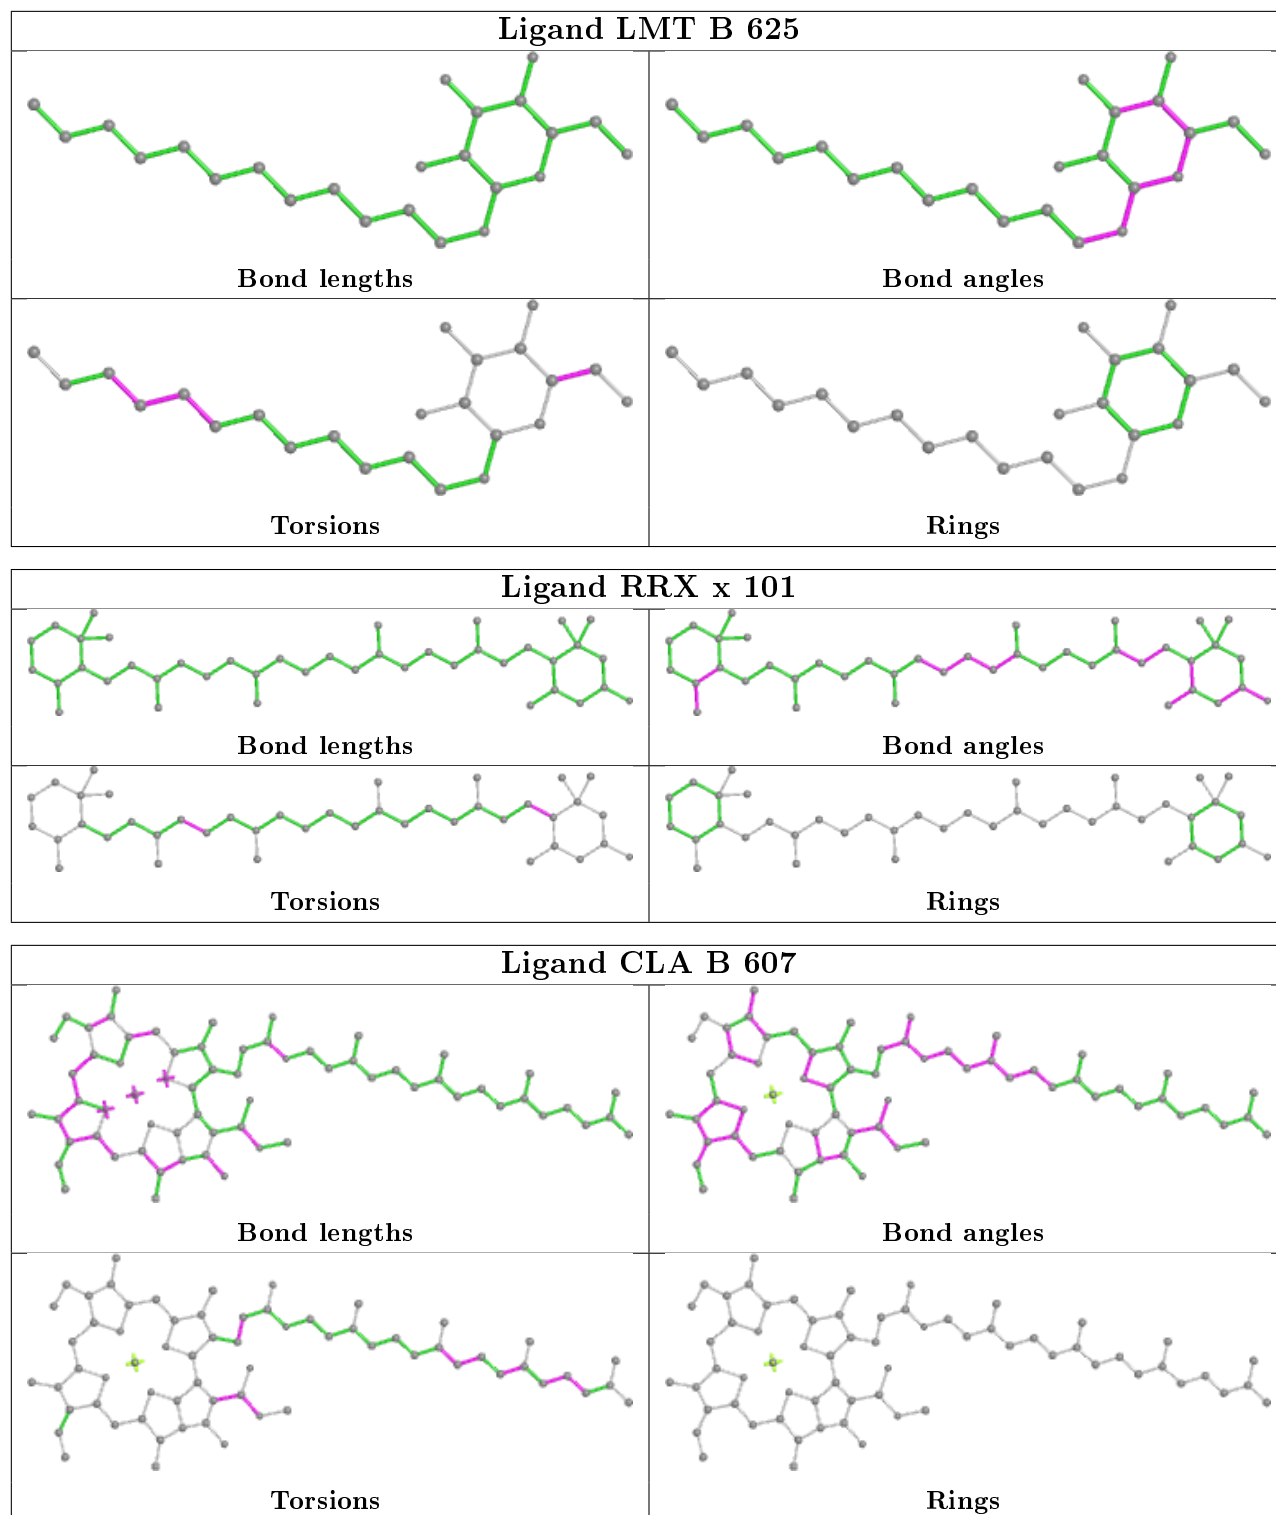 Ligand LMT B 625
Bond lengths
Bond angles
Torsions
Rings
Ligand RRX x 101
Bond lengths
Bond angles
Torsions
Rings
Ligand CLA B 607
Bond lengths
Bond angles
Torsions
Rings